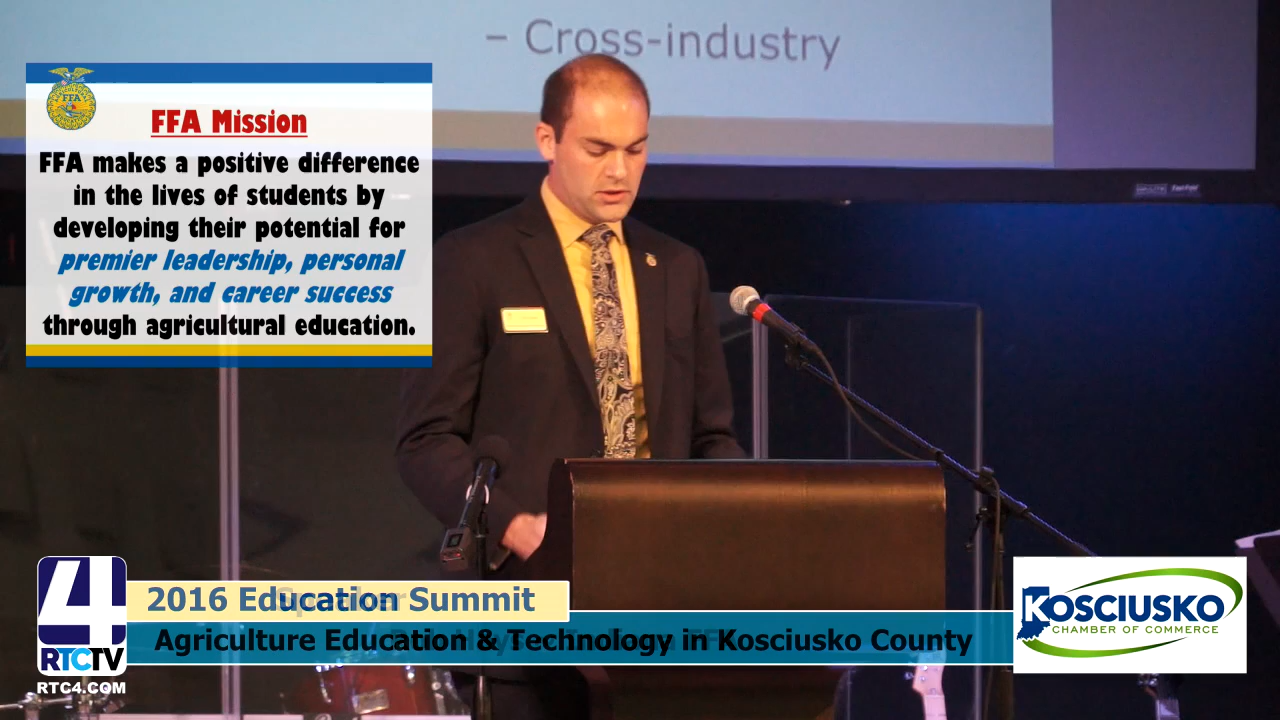 – Cross-industry
FFA
FFA Mission
FFA makes a positive difference
in the lives of students by
developing their potential for
premier leadership, personal
growth, and career success
through agricultural education.
4
RTCTV
RTC4.COM
2016 Education Summit
Speaker
Agriculture Education & Technology in Kosciusko County
KOSCIUSKO
CHAMBER OF COMMERCE